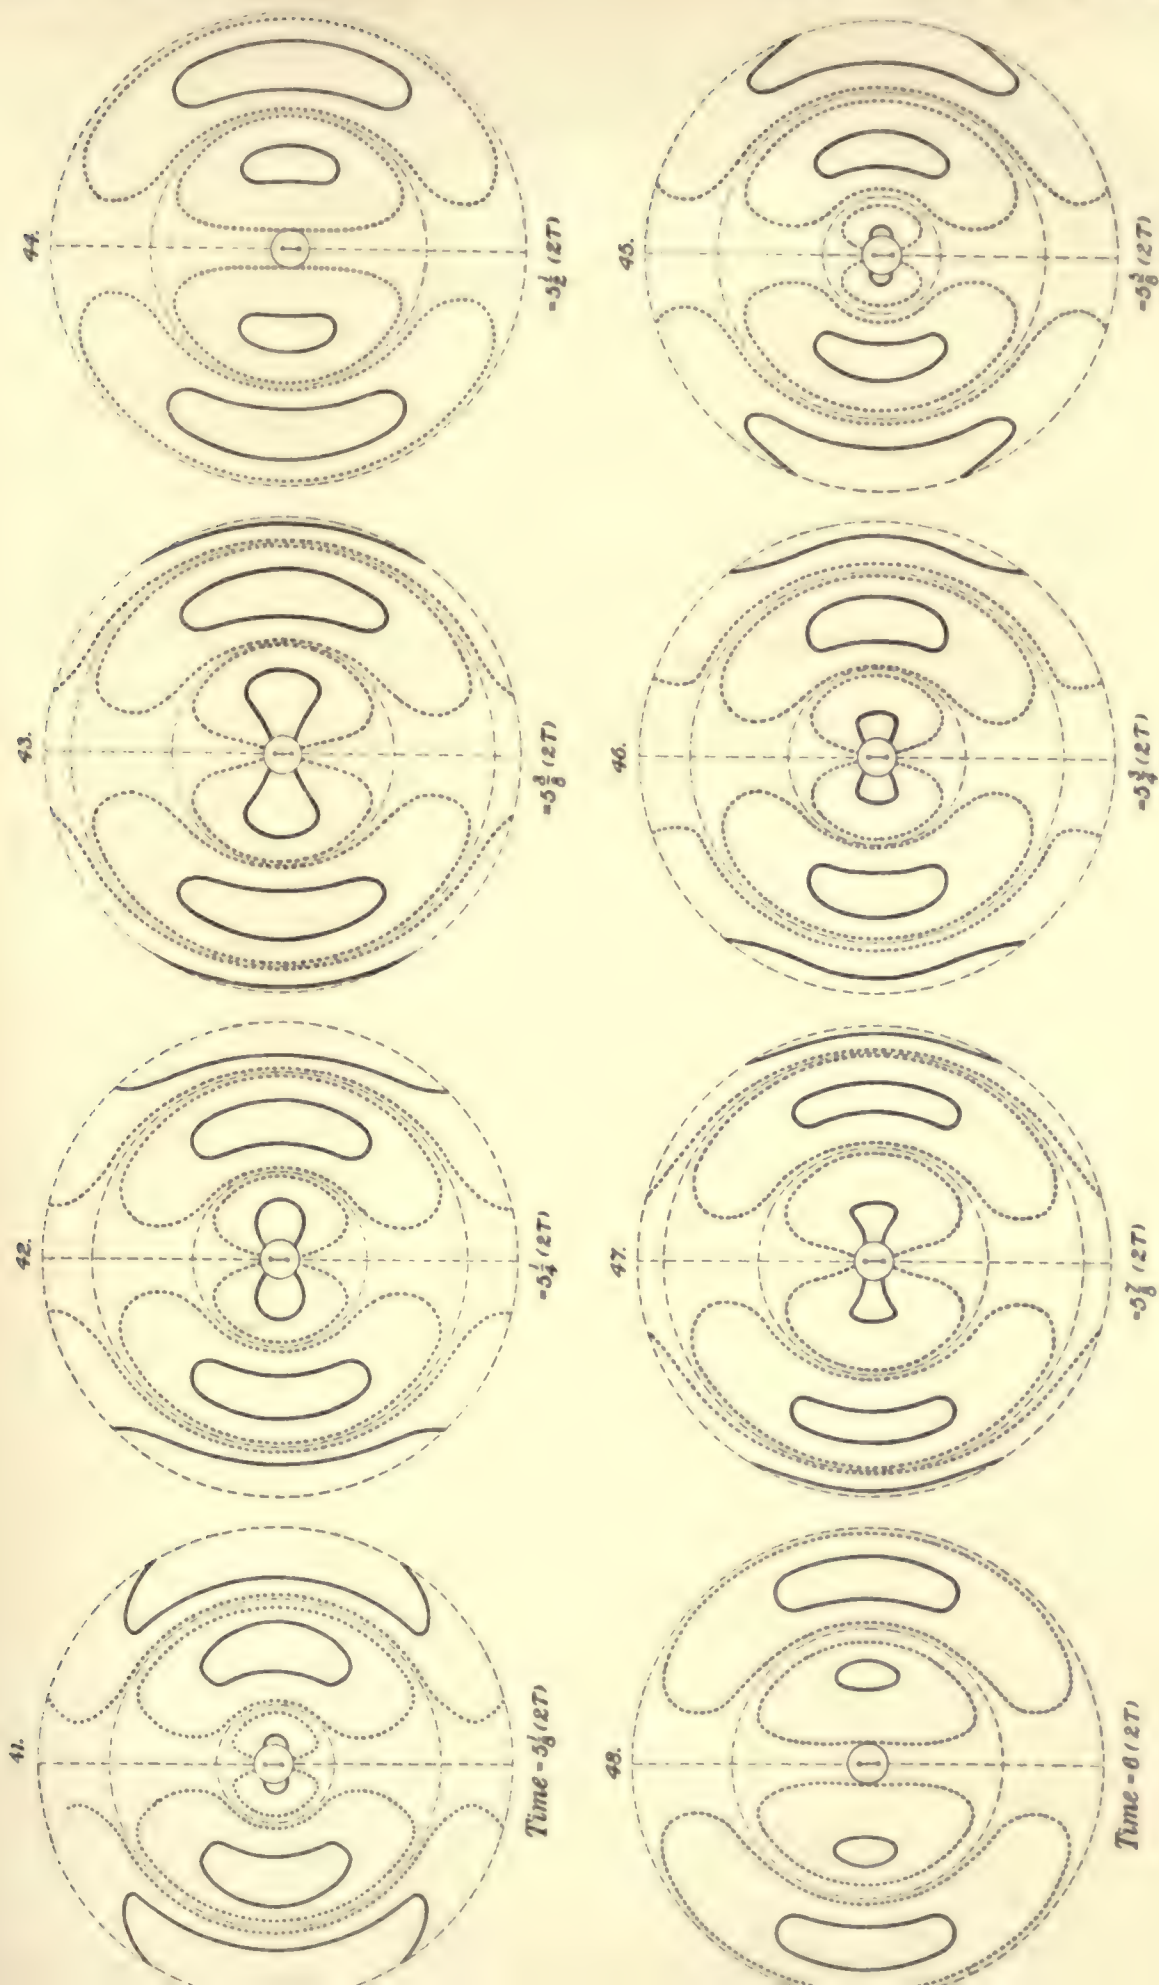 41. 42. 43. 44.
Time = 5⅛ (2T) =5¼ (2T) =5⅜ (2T) =5½ (2T)
48. 47. 46. 45.
Time = 6 (2T) =5⅞ (2T) =5¾ (2T) =5⅝ (2T)